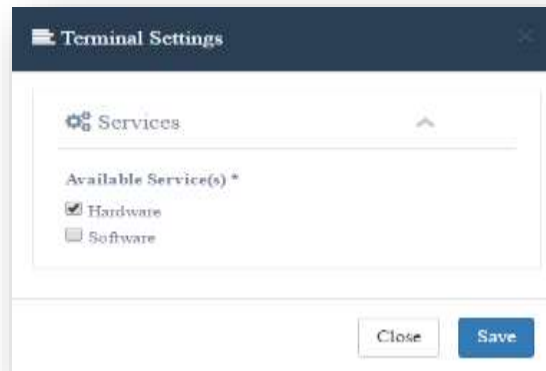 Terminal Settings
Services
Available Service(s) *
Hardware
Software
Close
Save